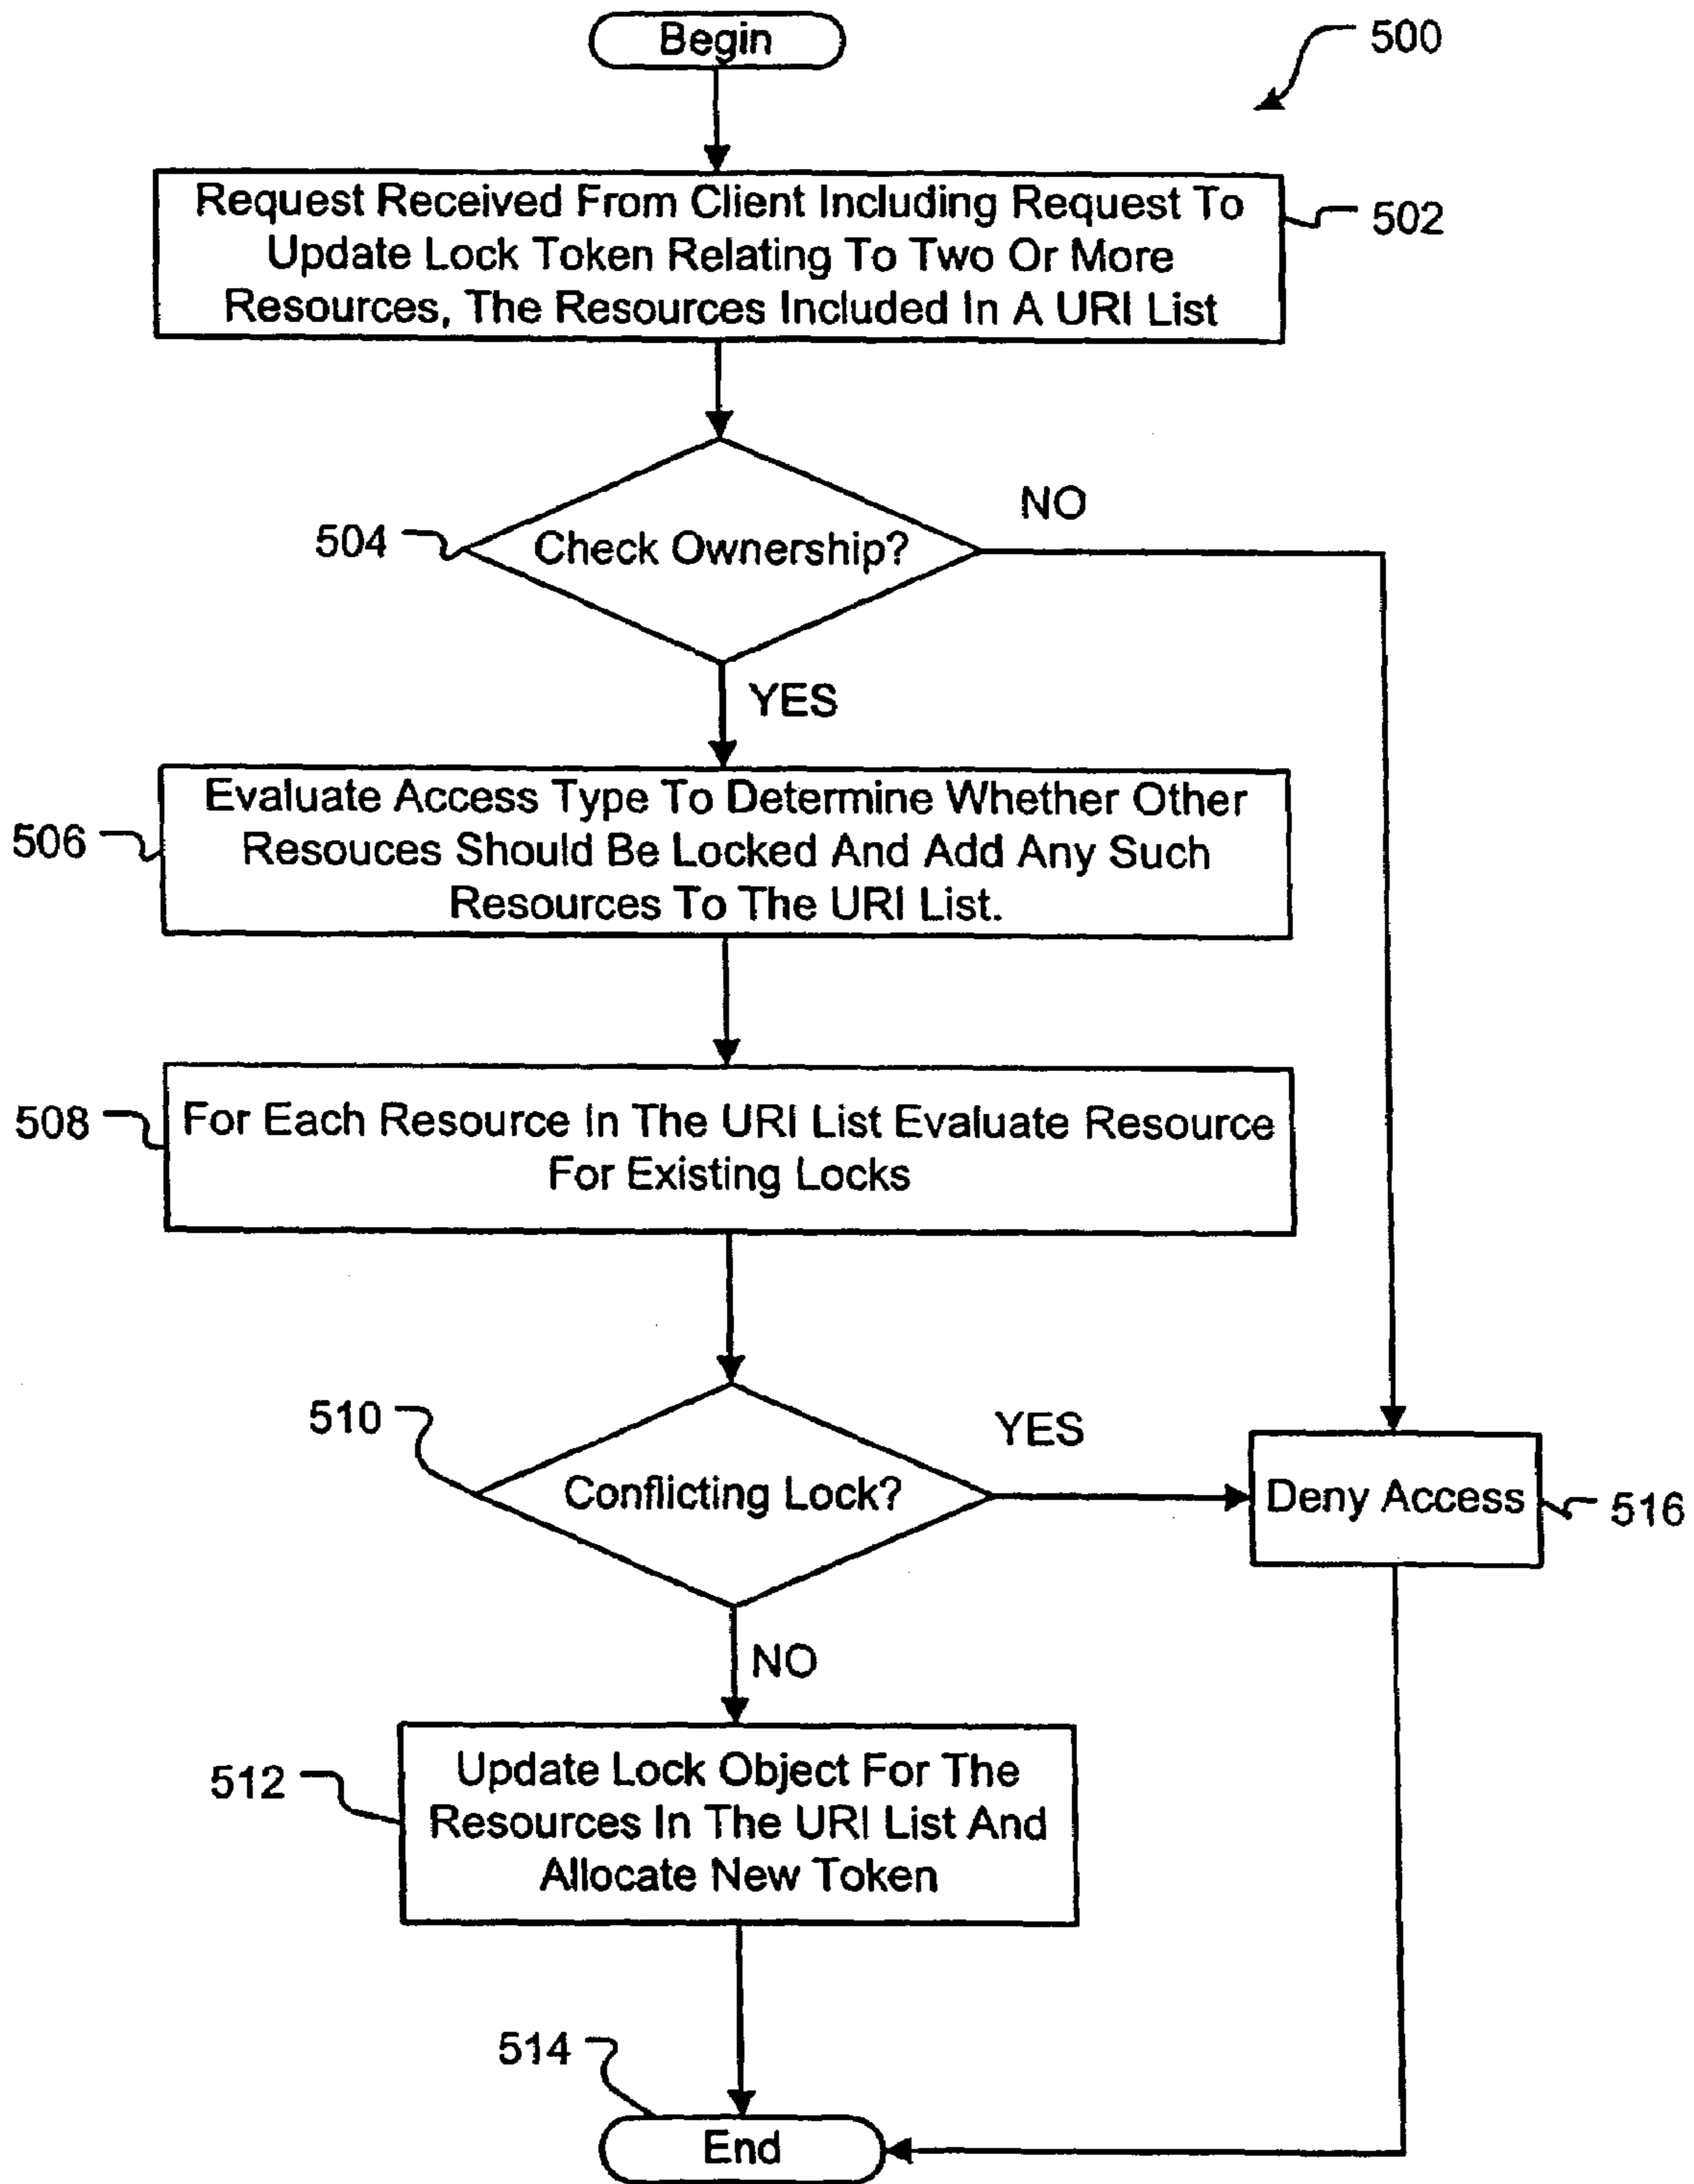 Begin
500
Request Received From Client Including Request To
Update Lock Token Relating To Two Or More
Resources, The Resources Included In A URI List
502
504
Check Ownership?
NO
YES
506
Evaluate Access Type To Determine Whether Other
Resouces Should Be Locked And Add Any Such
Resources To The URI List.
508
For Each Resource In The URI List Evaluate Resource
For Existing Locks
510
Conflicting Lock?
YES
Deny Access
516
NO
512
Update Lock Object For The
Resources In The URI List And
Allocate New Token
514
End